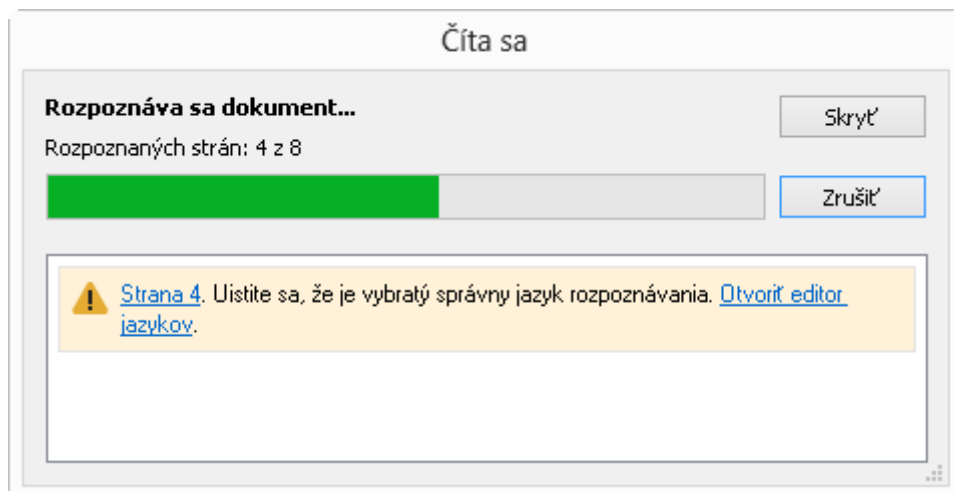 Číta sa
Rozpoznáva sa dokument...
Skryť
Rozpoznaných strán: 4 z 8
Zrušiť
Strana 4. Uistite sa, že je vybratý správny jazyk rozpoznávania. Otvoriť editor
jazykov.